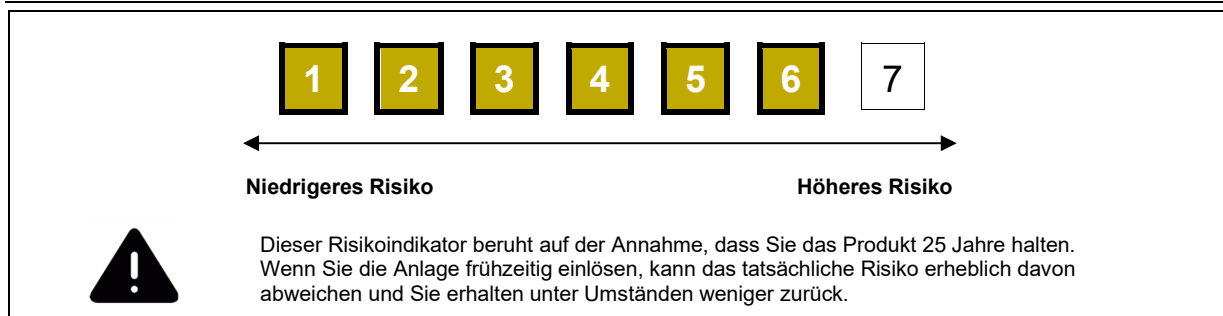 1 2 3 4 5 6 7
Niedrigeres Risiko Höheres Risiko
Dieser Risikoindikator beruht auf der Annahme, dass Sie das Produkt 25 Jahre halten.
Wenn Sie die Anlage frühzeitig einlösen, kann das tatsächliche Risiko erheblich davon
abweichen und Sie erhalten unter Umständen weniger zurück.